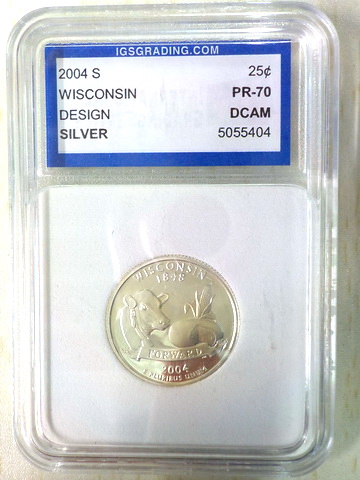 IGSGRADING.COM
2004 S 25¢
WISCONSIN PR-70
DESIGN DCAM
SILVER 5055404
WISCONSIN
1848
FORWARD
2004
E PLURIBUS UNUM